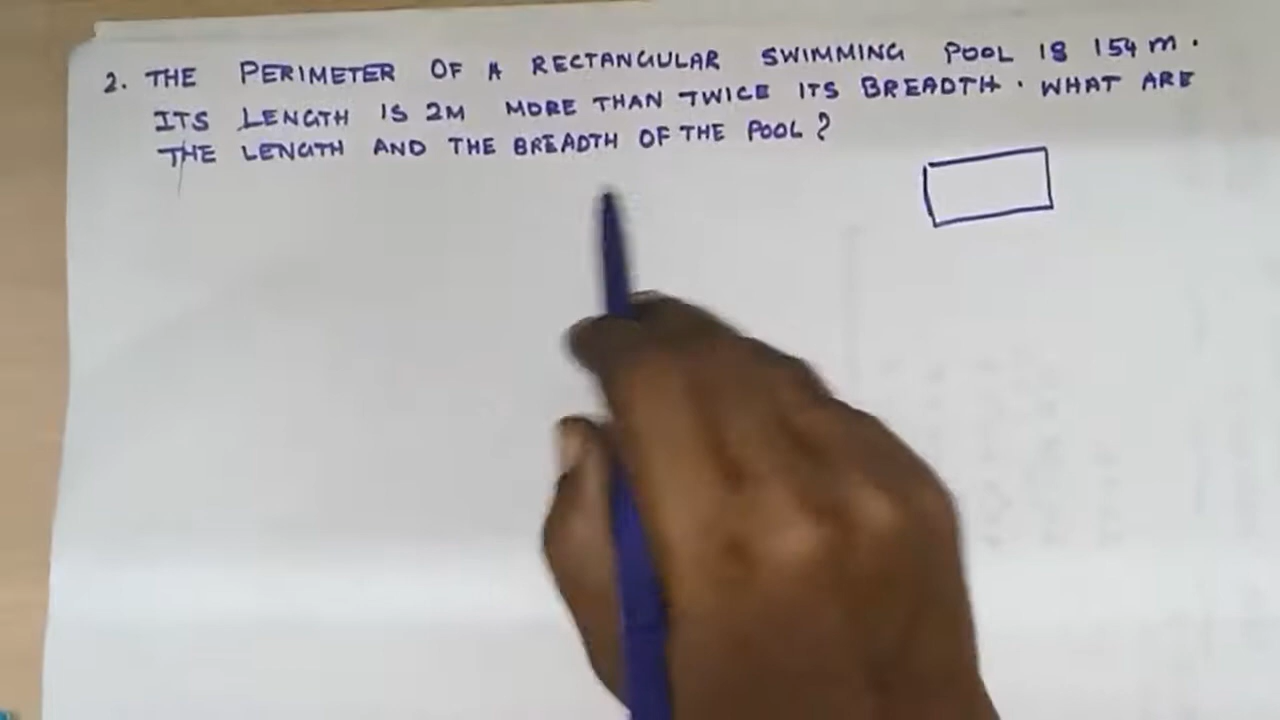 2. THE PERIMETER OF A RECTANGULAR SWIMMING POOL IS 154 m.
ITS LENGTH IS 2M MORE THAN TWICE ITS BREADTH. WHAT ARE
THE LENGTH AND THE BREADTH OF THE POOL?